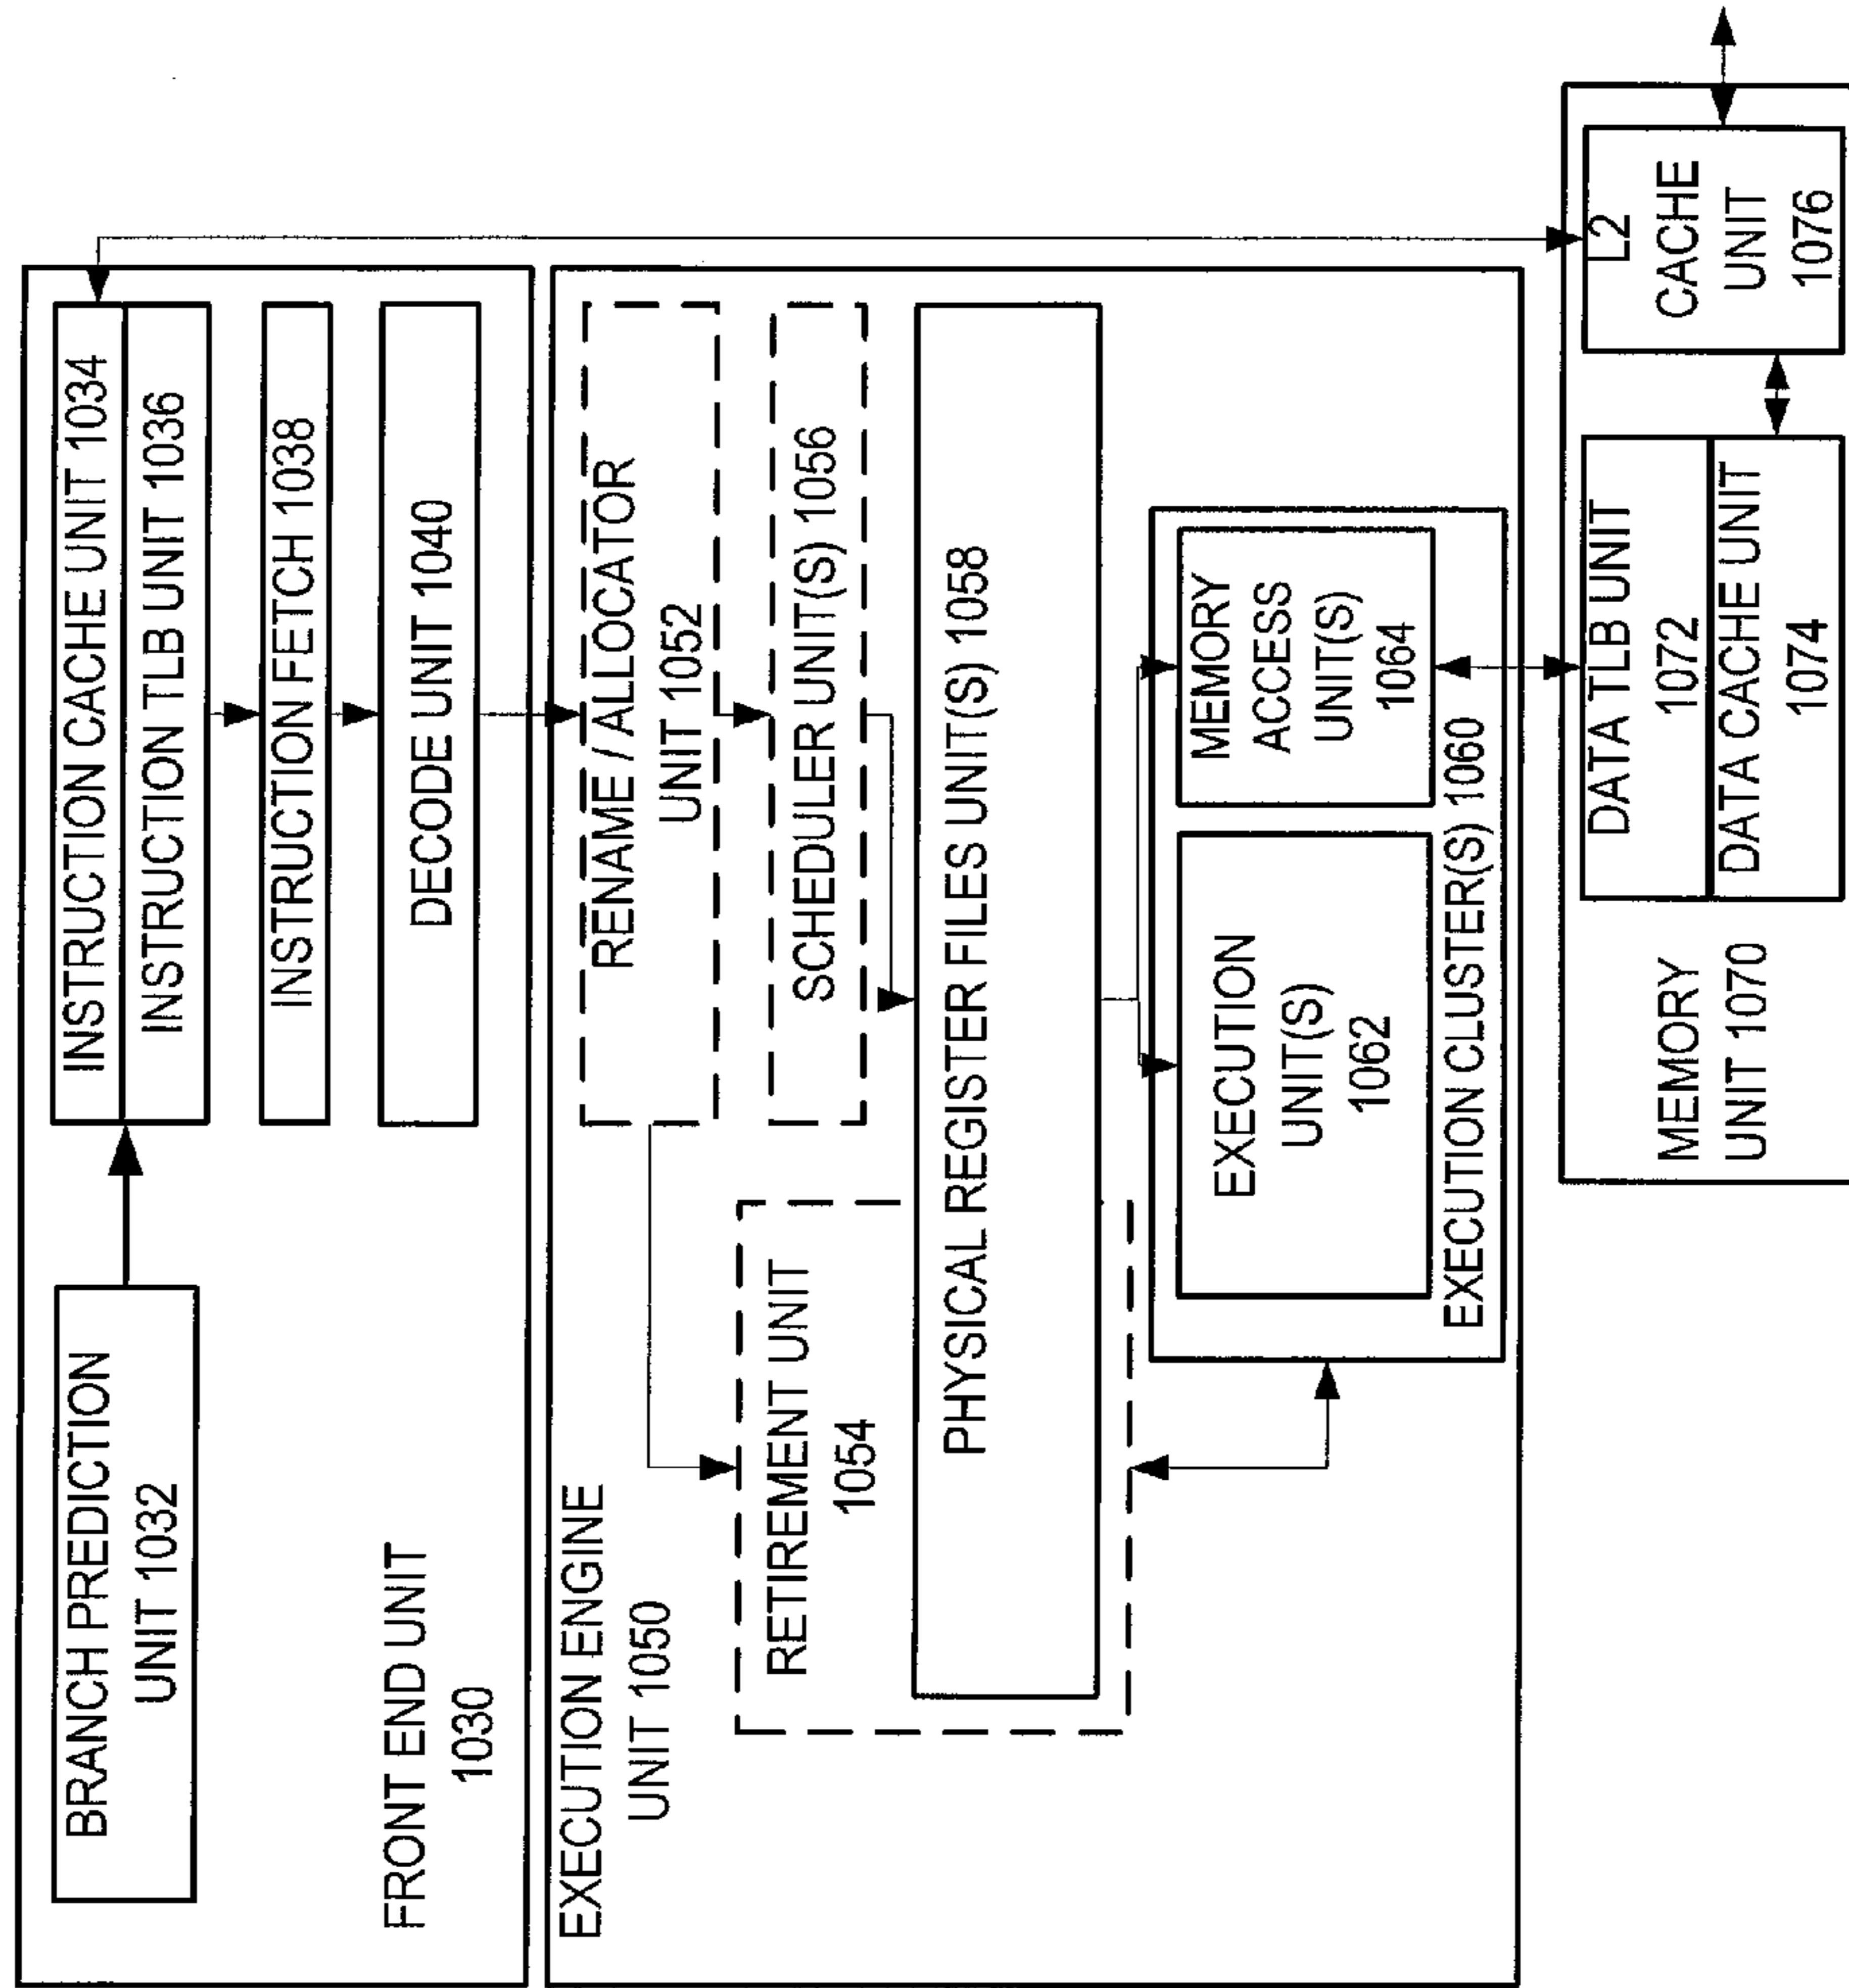 BRANCH PREDICTION
UNIT 1032
INSTRUCTION CACHE UNIT 1034
INSTRUCTION TLB UNIT 1036
INSTRUCTION FETCH 1038
DECODE UNIT 1040
FRONT END UNIT
1030
EXECUTION ENGINE
UNIT 1050
RENAME / ALLOCATOR
UNIT 1052
RETIREMENT UNIT
1054
SCHEDULER UNIT(S) 1056
PHYSICAL REGISTER FILES UNIT(S) 1058
EXECUTION
UNIT(S)
1062
MEMORY
ACCESS
UNIT(S)
1064
EXECUTION CLUSTER(S) 1060
MEMORY
UNIT 1070
DATA TLB UNIT
1072
DATA CACHE UNIT
1074
L2
CACHE
UNIT
1076